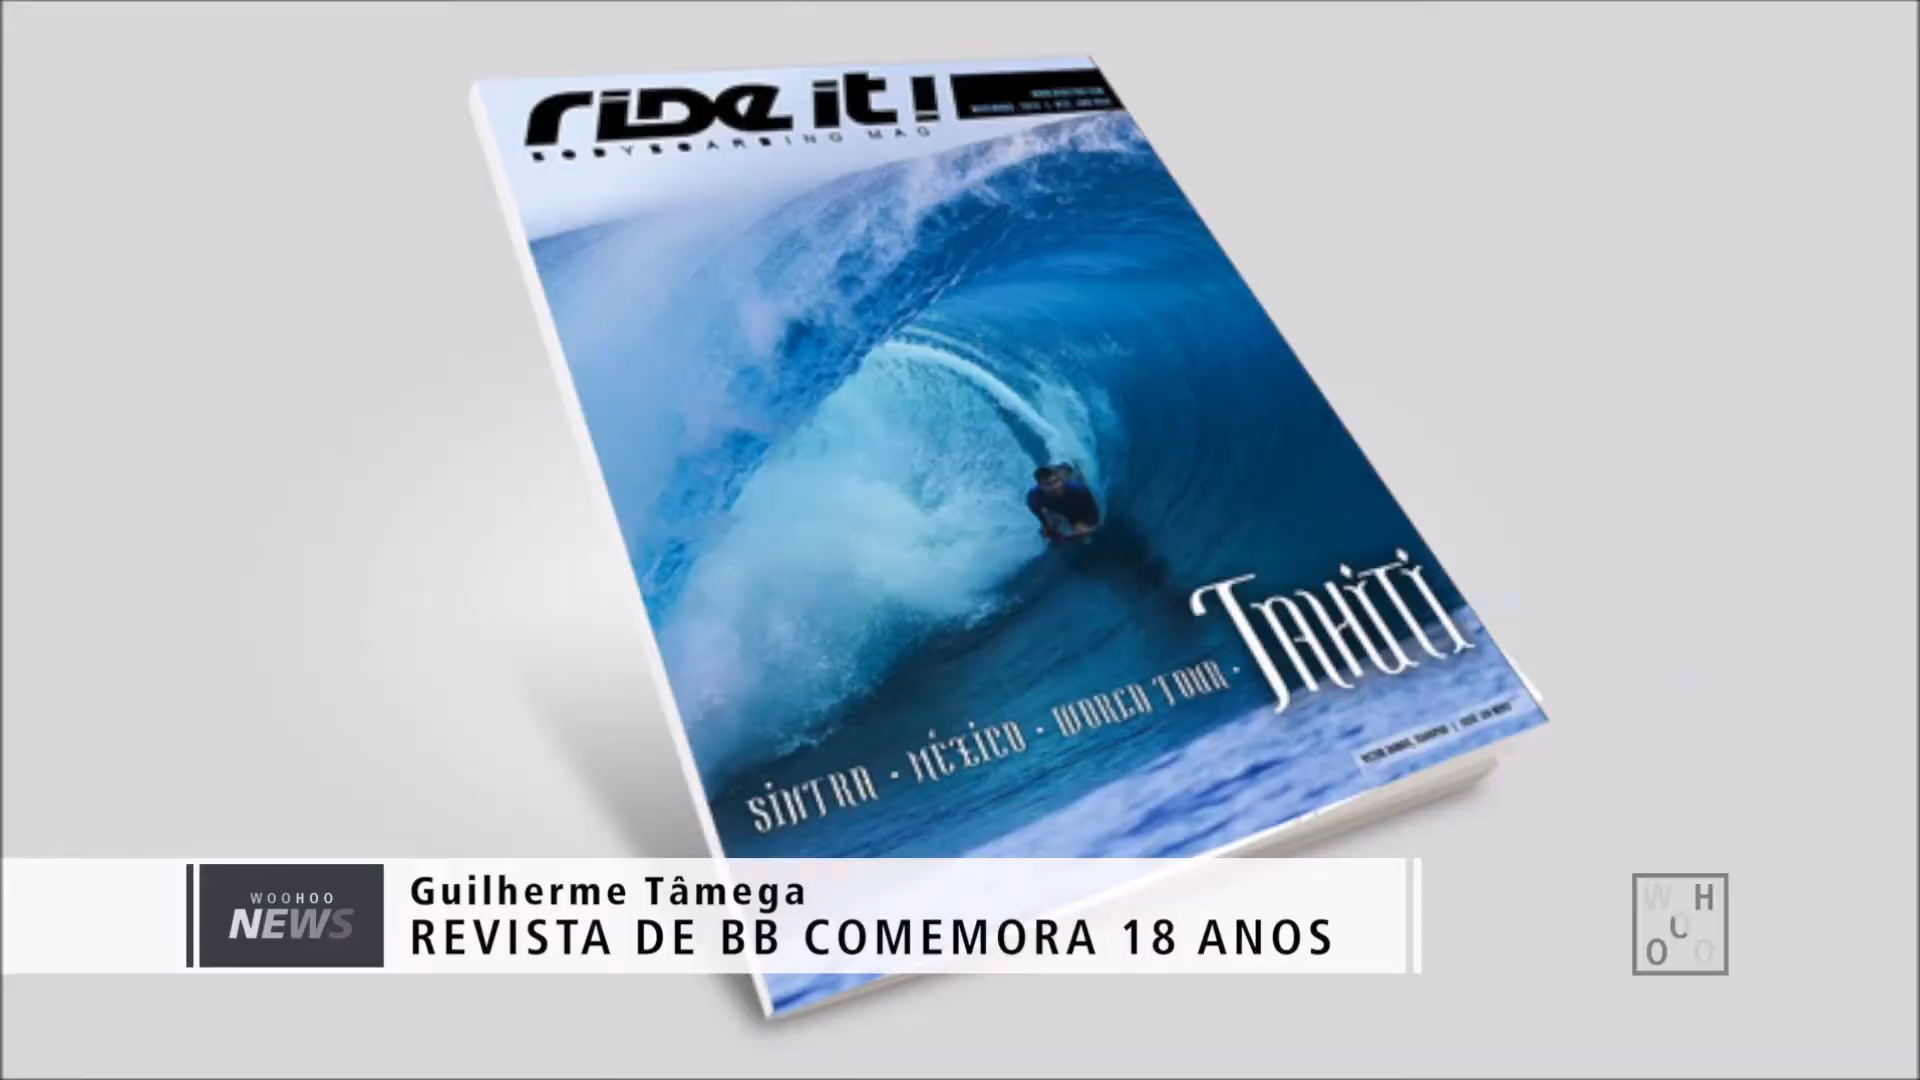 ride it!
BODYBOARDING MAG
TAHITI
SINTRA · MÉXICO · WORLD TOUR ·
WOOHOO
NEWS
Guilherme Tâmega
REVISTA DE BB COMEMORA 18 ANOS
W H
O
O O